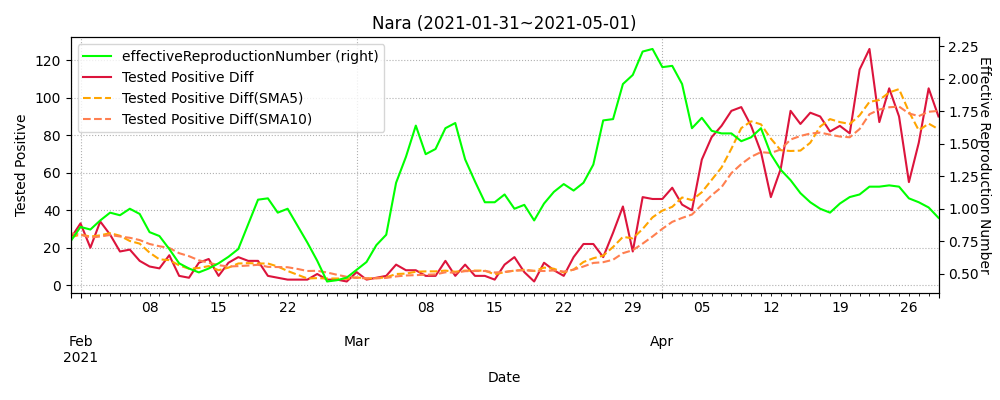 Nara (2021-01-31~2021-05-01)
effectiveReproductionNumber (right)
Tested Positive Diff
Tested Positive Diff(SMA5)
Tested Positive Diff(SMA10)
Tested Positive
120
100
80
60
40
20
0
2.25
2.00
1.75
1.50
1.25
1.00
0.75
0.50
Effective Reproduction Number
08 15 22 08 15 22 29 05 12 19 26
Feb Mar Apr
2021
Date